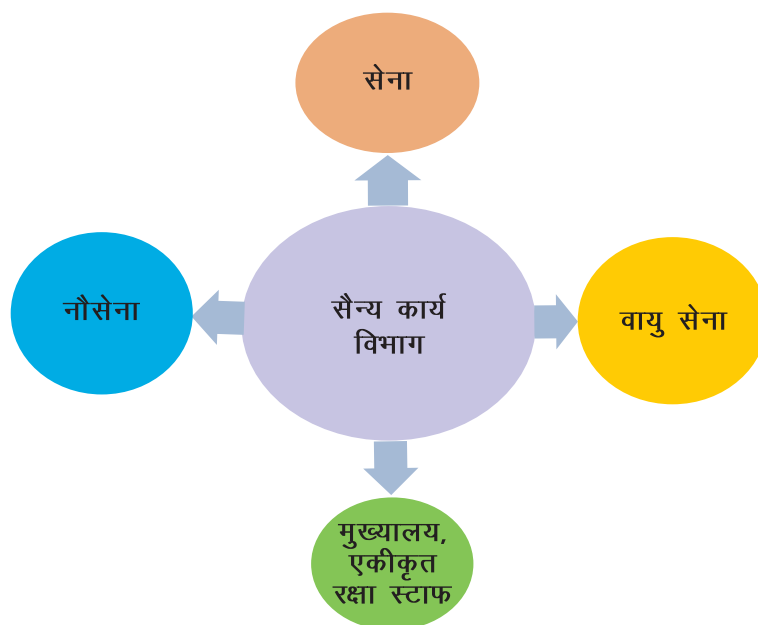 सेना
नौसेना
सैन्य कार्य
विभाग
वायु सेना
मुख्यालय,
एकीकृत
रक्षा स्टाफ